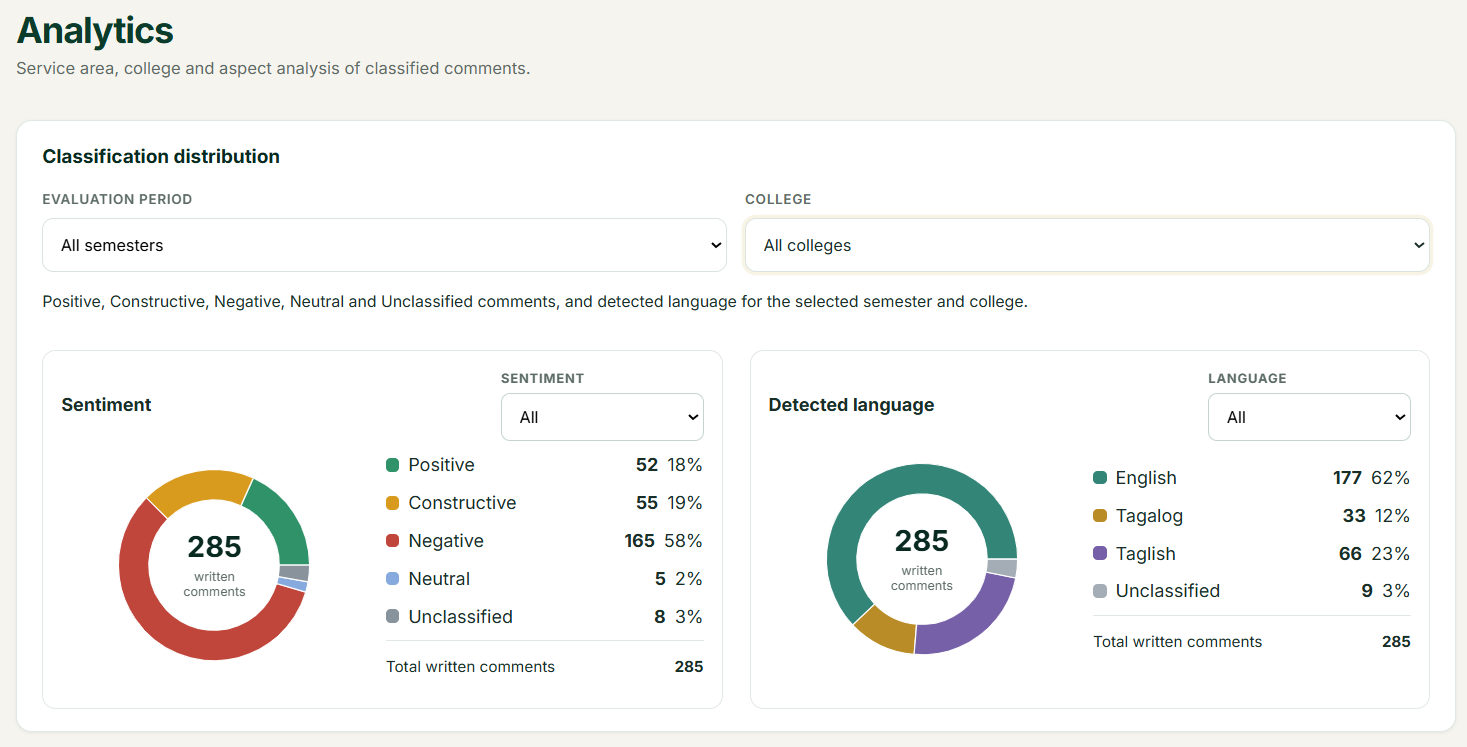 Analytics
Service area, college and aspect analysis of classified comments.
Classification distribution
EVALUATION PERIOD
All semesters
COLLEGE
All colleges
Positive, Constructive, Negative, Neutral and Unclassified comments, and detected language for the selected semester and college.
Sentiment
SENTIMENT
All
285
written
comments
Positive 52 18%
Constructive 55 19%
Negative 165 58%
Neutral 5 2%
Unclassified 8 3%
Total written comments 285
Detected language
LANGUAGE
All
285
written
comments
English 177 62%
Tagalog 33 12%
Taglish 66 23%
Unclassified 9 3%
Total written comments 285